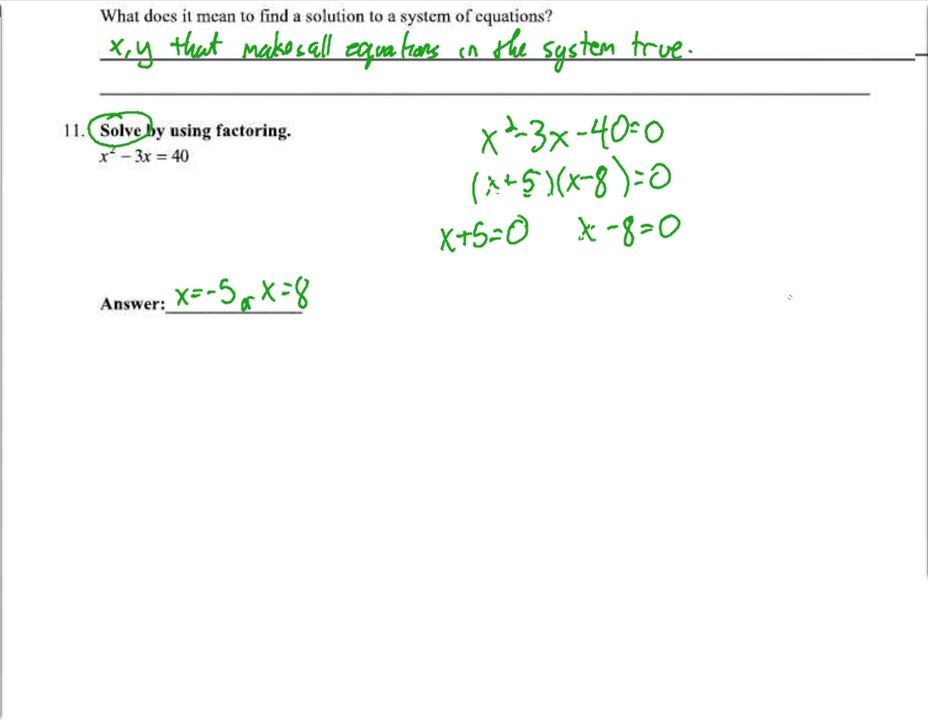 What does it mean to find a solution to a system of equations?
x, y that makes all equations in the system true.
11. Solve by using factoring.
x² − 3x = 40
x²-3x-40=0
(x+5)(x-8)=0
x+5=0 x-8=0
Answer: x=-5 or x=8